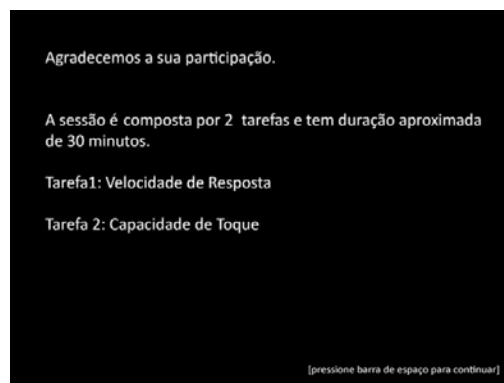 Agradecemos a sua participação.
A sessão é composta por 2 tarefas e tem duração aproximada
de 30 minutos.
Tarefa1: Velocidade de Resposta
Tarefa 2: Capacidade de Toque
[pressione barra de espaço para continuar]